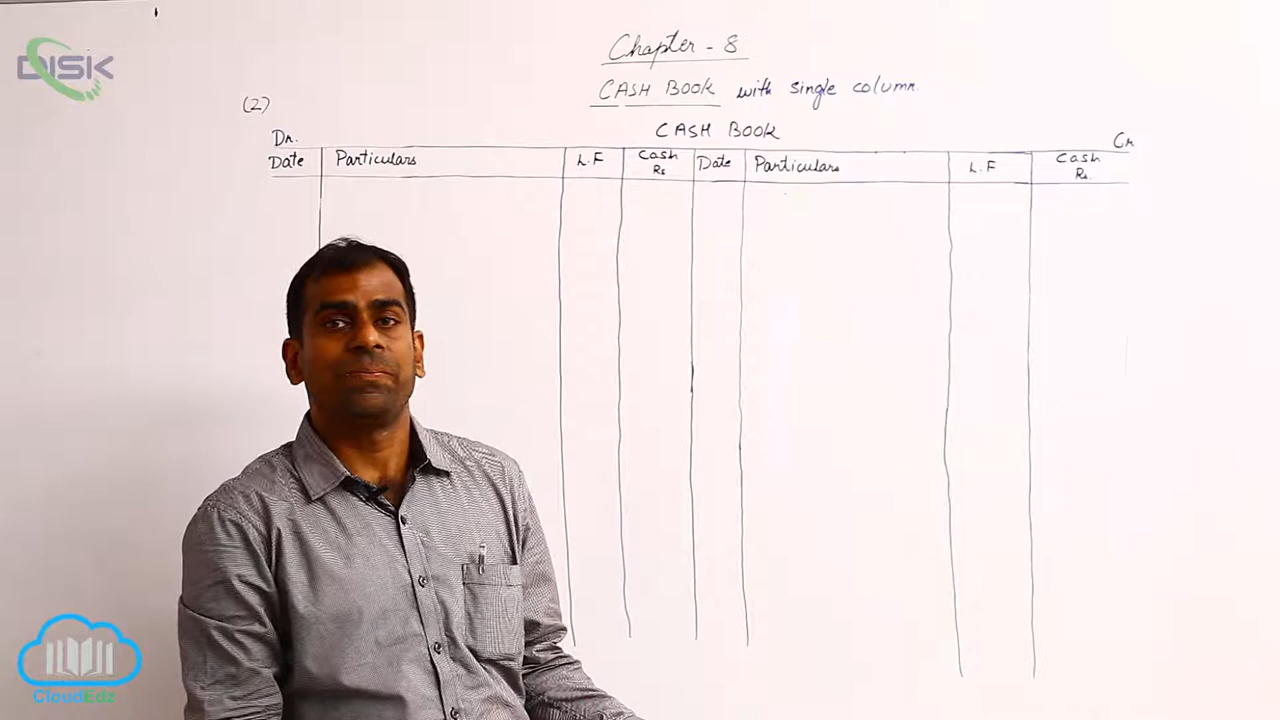 DISK
Chapter - 8
CASH BOOK with single column.
(2)
CASH BOOK
Dr. Cr
Date Particulars L.F Cash Rs Date Particulars L.F Cash Rs.
CloudEdz